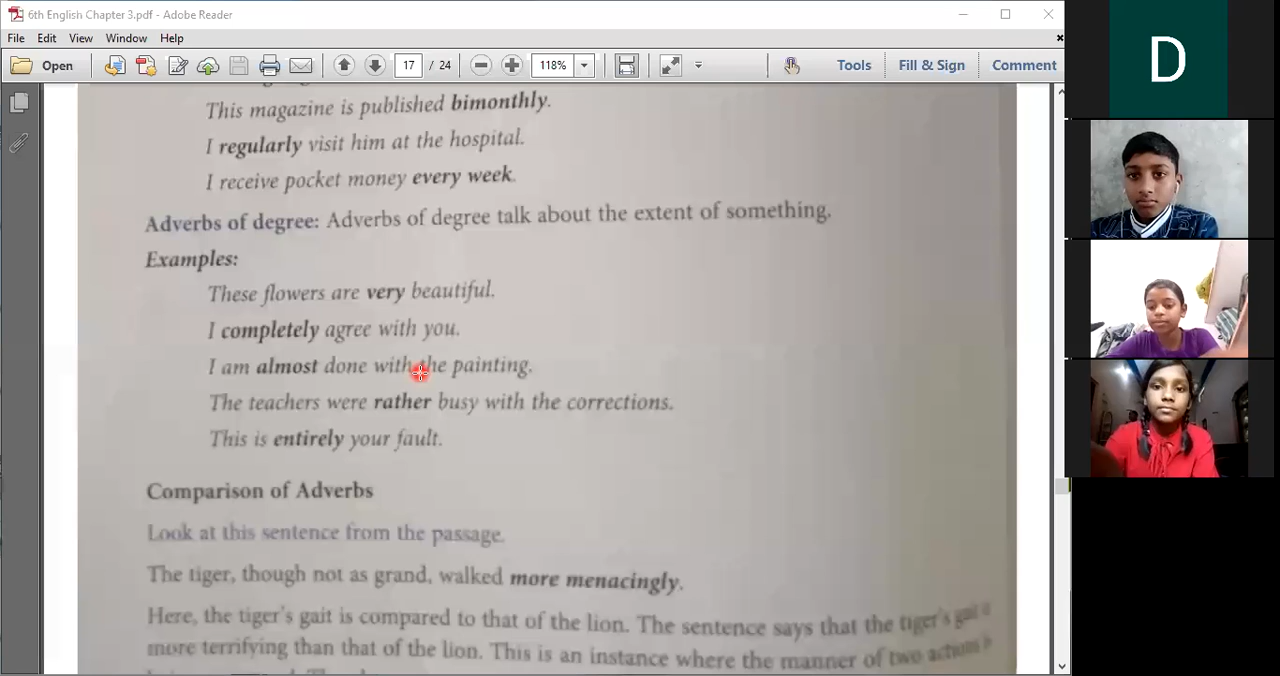 6th English Chapter 3.pdf - Adobe Reader
File Edit View Window Help
Open 17 / 24 118% Tools Fill & Sign Comment
This magazine is published bimonthly.
I regularly visit him at the hospital.
I receive pocket money every week.
Adverbs of degree: Adverbs of degree talk about the extent of something.
Examples:
These flowers are very beautiful.
I completely agree with you.
I am almost done with the painting.
The teachers were rather busy with the corrections.
This is entirely your fault.
Comparison of Adverbs
Look at this sentence from the passage.
The tiger, though not as grand, walked more menacingly.
Here, the tiger's gait is compared to that of the lion. The sentence says that the tiger's gait
more terrifying than that of the lion. This is an instance where the manner of two actions
D